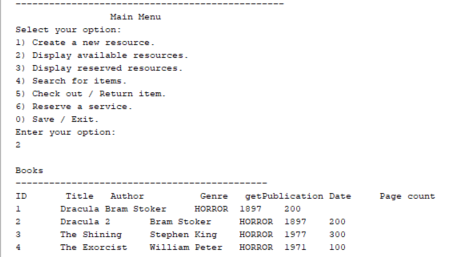 ------------------------------------------------
Main Menu
Select your option:
1) Create a new resource.
2) Display available resources.
3) Display reserved resources.
4) Search for items.
5) Check out / Return item.
6) Reserve a service.
0) Save / Exit.
Enter your option:
2
Books
---------------------------------------------
ID Title Author Genre getPublication Date Page count
1 Dracula Bram Stoker HORROR 1897 200
2 Dracula 2 Bram Stoker HORROR 1897 200
3 The Shining Stephen King HORROR 1977 300
4 The Exorcist William Peter HORROR 1971 100